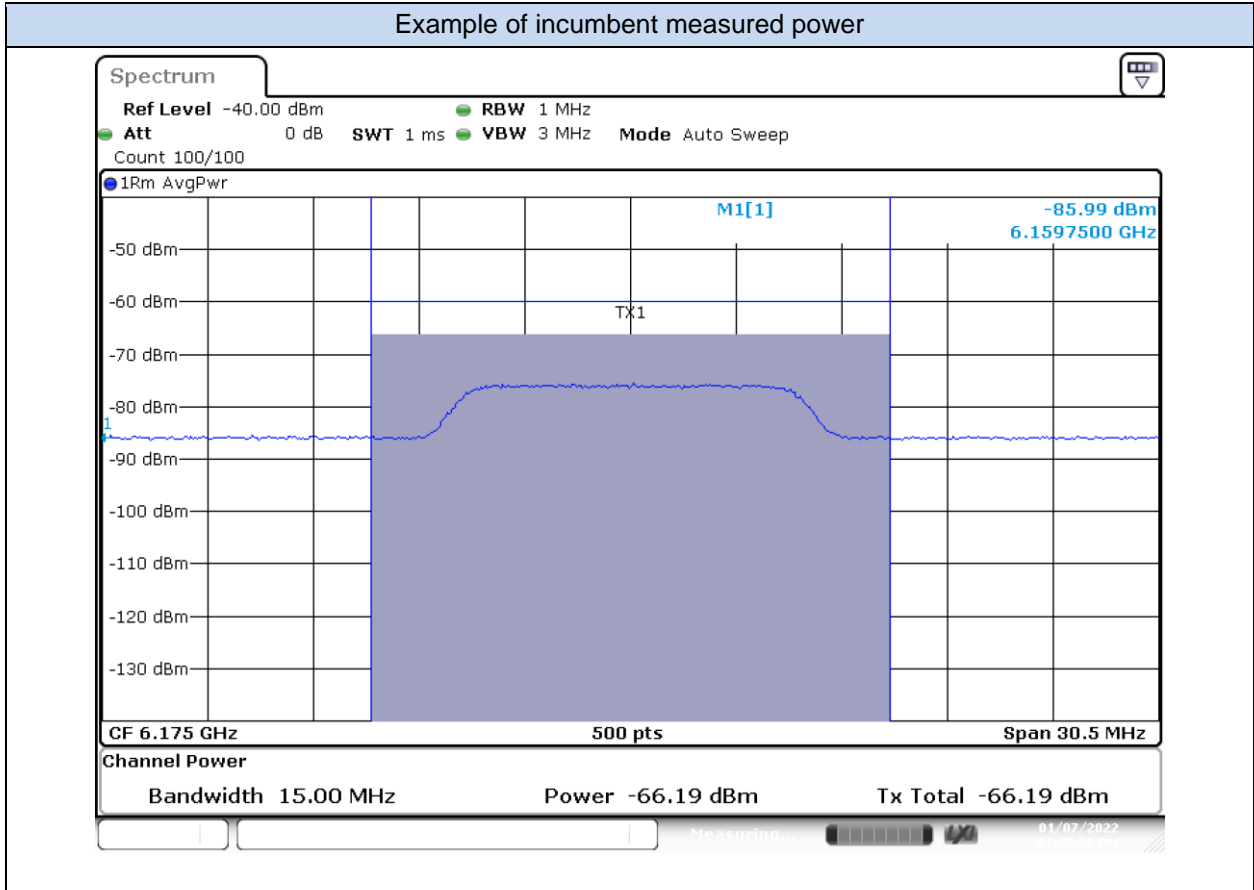 Example of incumbent measured power
Spectrum
Ref Level -40.00 dBm RBW 1 MHz
Att 0 dB SWT 1 ms VBW 3 MHz Mode Auto Sweep
Count 100/100
1Rm AvgPwr
M1[1] -85.99 dBm
6.1597500 GHz
-50 dBm
-60 dBm
TX1
-70 dBm
-80 dBm
1
-90 dBm
-100 dBm
-110 dBm
-120 dBm
-130 dBm
CF 6.175 GHz 500 pts Span 30.5 MHz
Channel Power
Bandwidth 15.00 MHz Power -66.19 dBm Tx Total -66.19 dBm
Measuring... LXI 01/07/2022